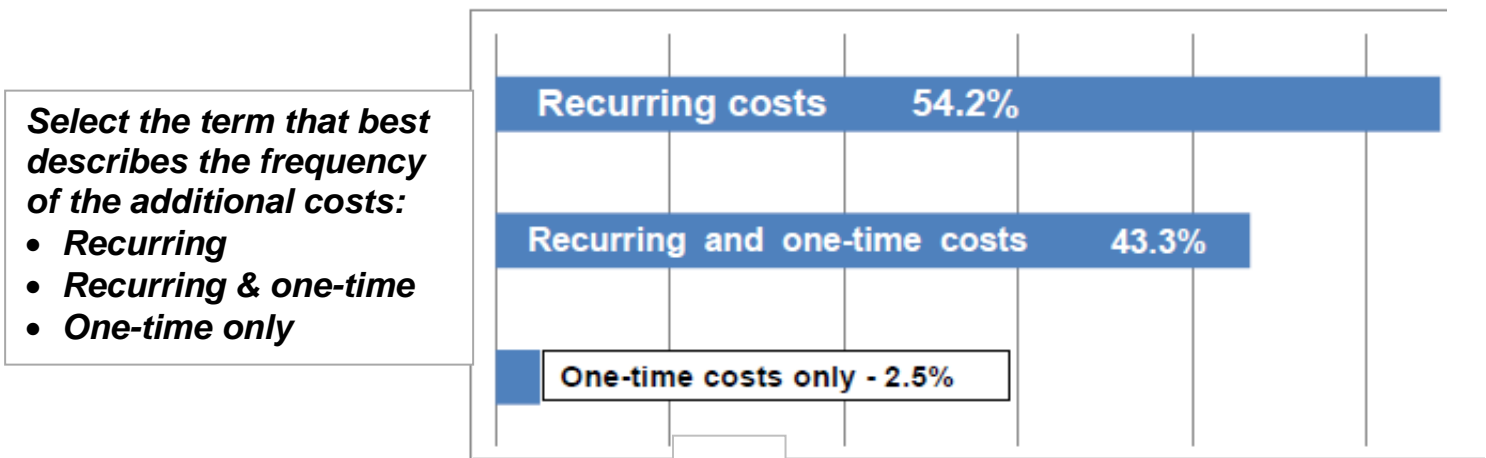 Select the term that best
describes the frequency
of the additional costs:
• Recurring
• Recurring & one-time
• One-time only
Recurring costs 54.2%
Recurring and one-time costs 43.3%
One-time costs only - 2.5%